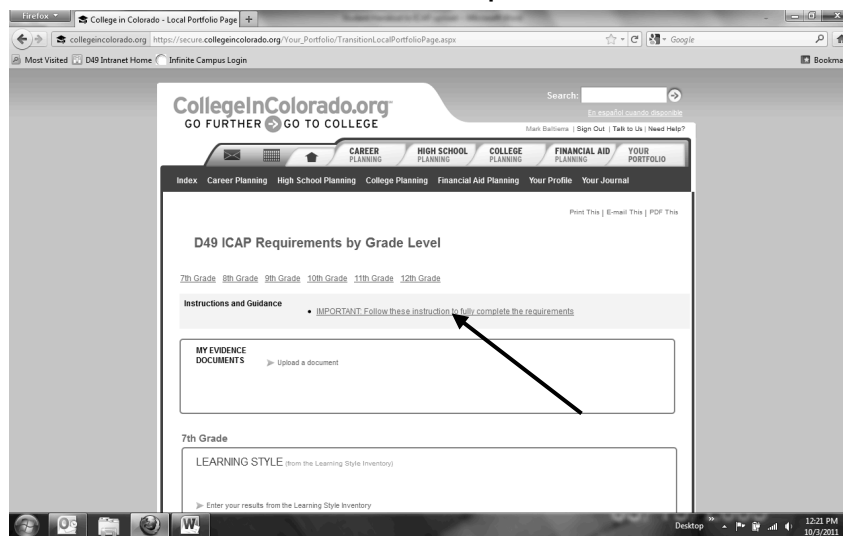 Firefox
College in Colorado - Local Portfolio Page +
collegeincolorado.org https://secure.collegeincolorado.org/Your_Portfolio/TransitionLocalPortfolioPage.aspx
Google
Most Visited D49 Intranet Home Infinite Campus Login
Bookma
CollegeInColorado.org
GO FURTHER GO TO COLLEGE
Search:
En español cuando disponible
Sign Out | Talk to Us | Need Help?
CAREER PLANNING
HIGH SCHOOL PLANNING
COLLEGE PLANNING
FINANCIAL AID PLANNING
YOUR PORTFOLIO
Index Career Planning High School Planning College Planning Financial Aid Planning Your Profile Your Journal
Print This | E-mail This | PDF This
D49 ICAP Requirements by Grade Level
7th Grade 8th Grade 9th Grade 10th Grade 11th Grade 12th Grade
Instructions and Guidance
• IMPORTANT: Follow these instruction to fully complete the requirements
MY EVIDENCE
DOCUMENTS
Upload a document
7th Grade
LEARNING STYLE (from the Learning Style Inventory)
Enter your results from the Learning Style Inventory
Desktop
12:21 PM
10/3/2011